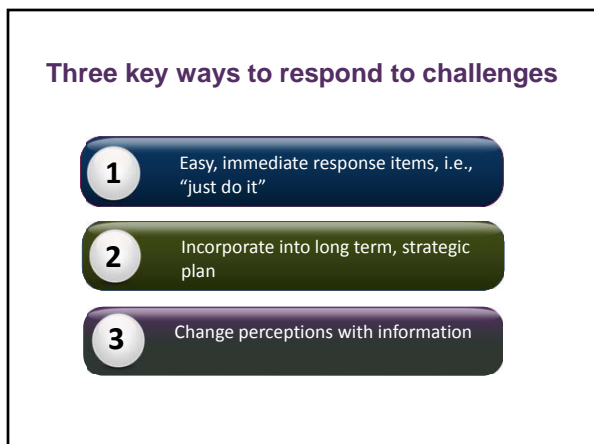 Three key ways to respond to challenges
1
Easy, immediate response items, i.e.,
“just do it”
2
Incorporate into long term, strategic
plan
3
Change perceptions with information